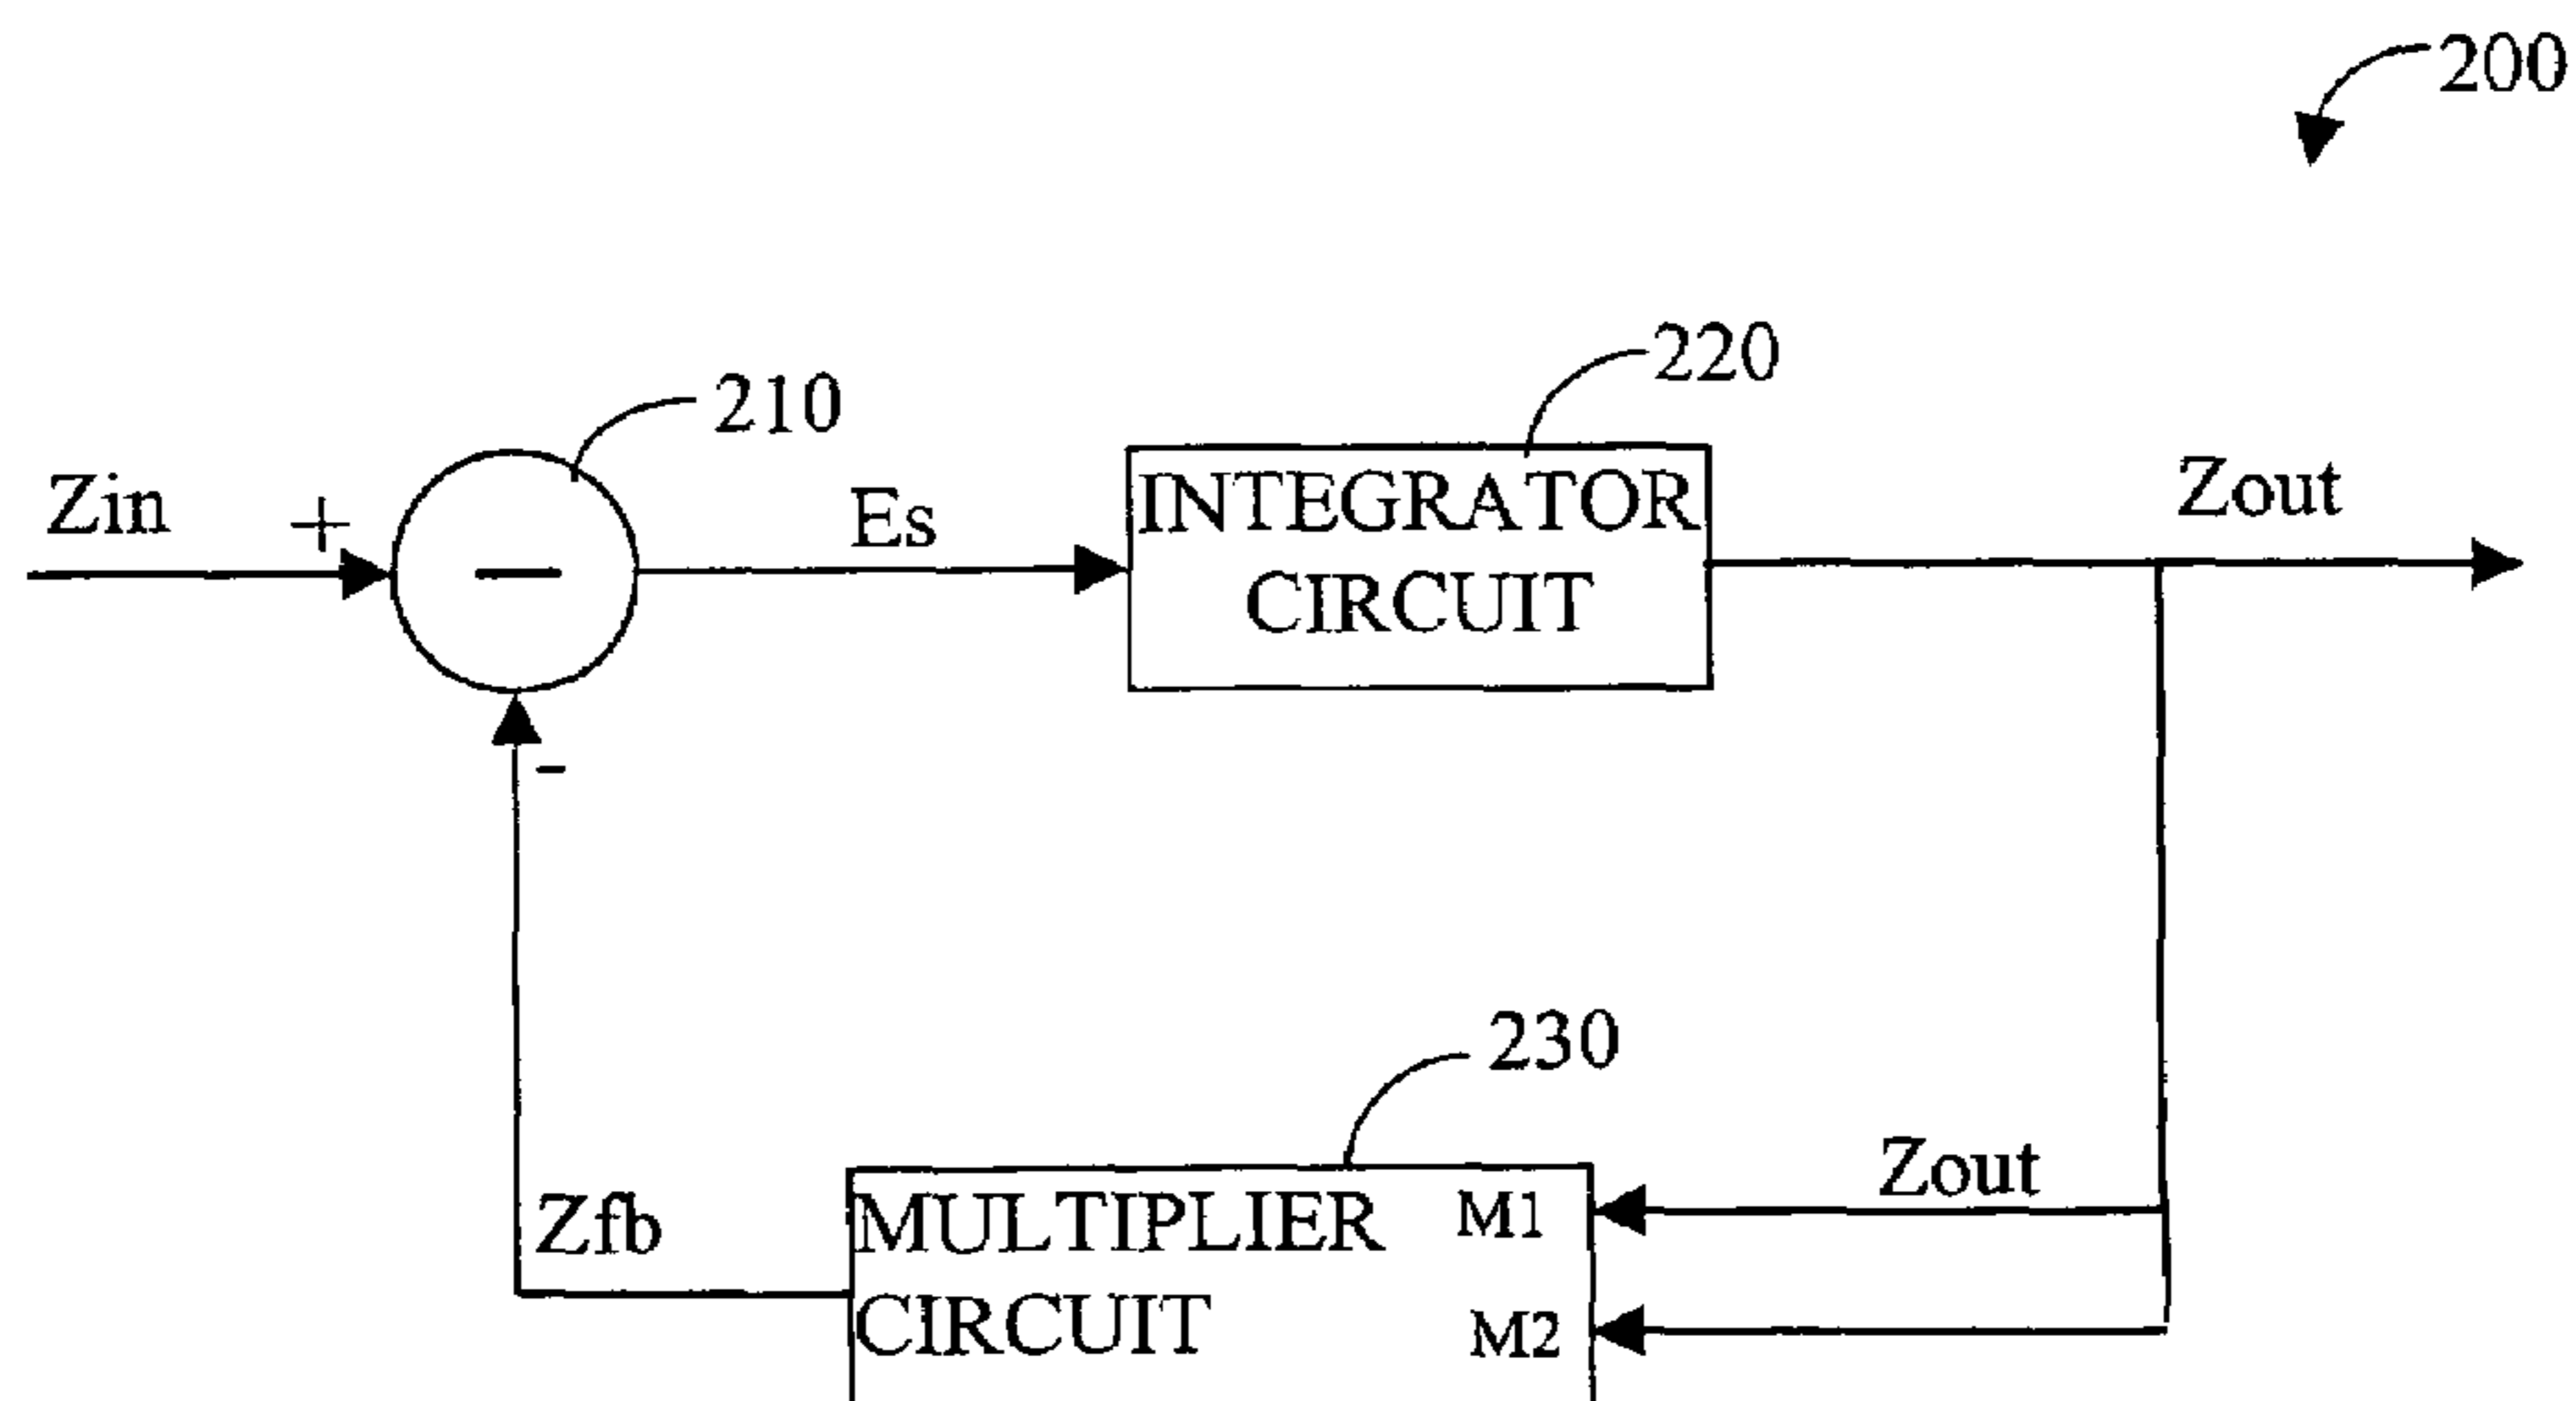 200
210
220
Zin
+
−
Es
INTEGRATOR
CIRCUIT
Zout
-
230
Zfb
MULTIPLIER
CIRCUIT
M1
M2
Zout